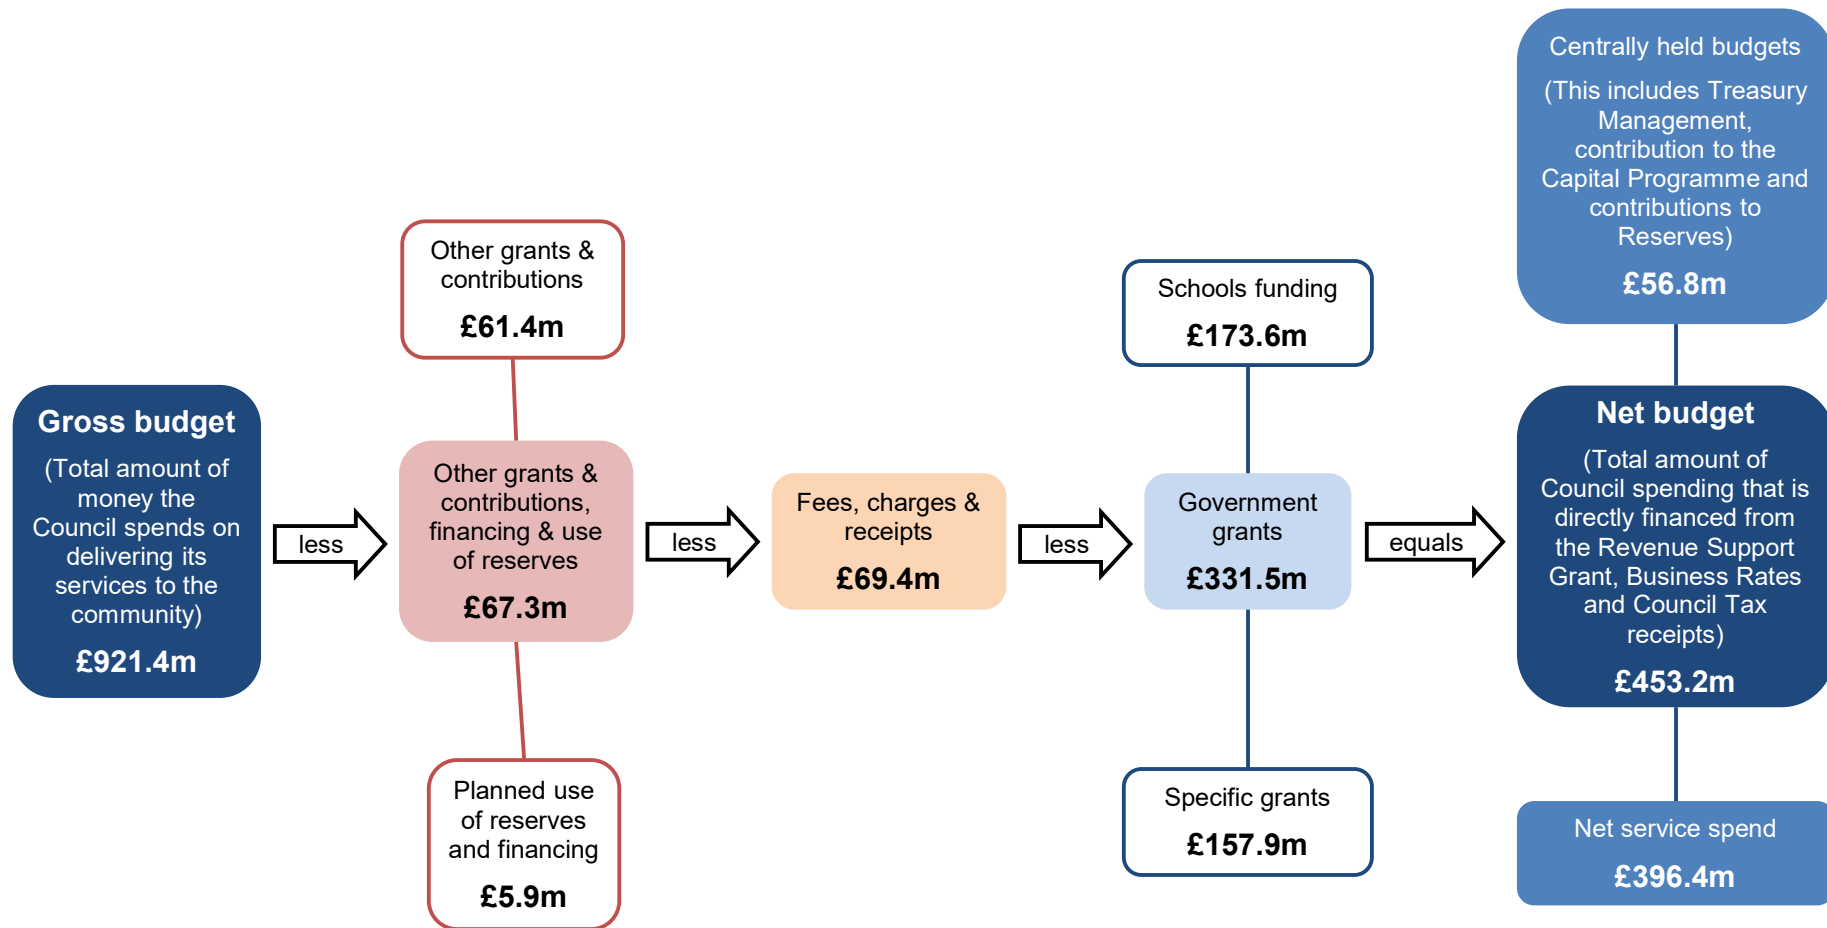 Gross budget
(Total amount of
money the
Council spends on
delivering its
services to the
community)
£921.4m
less
Other grants &
contributions
£61.4m
Other grants &
contributions,
financing & use
of reserves
£67.3m
Planned use
of reserves
and financing
£5.9m
less
Fees, charges &
receipts
£69.4m
less
Schools funding
£173.6m
Government
grants
£331.5m
Specific grants
£157.9m
equals
Centrally held budgets
(This includes Treasury
Management,
contribution to the
Capital Programme and
contributions to
Reserves)
£56.8m
Net budget
(Total amount of
Council spending that is
directly financed from
the Revenue Support
Grant, Business Rates
and Council Tax
receipts)
£453.2m
Net service spend
£396.4m